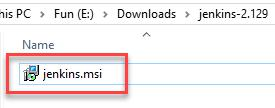 his PC > Fun (E:) > Downloads > jenkins-2.129
Name
jenkins.msi